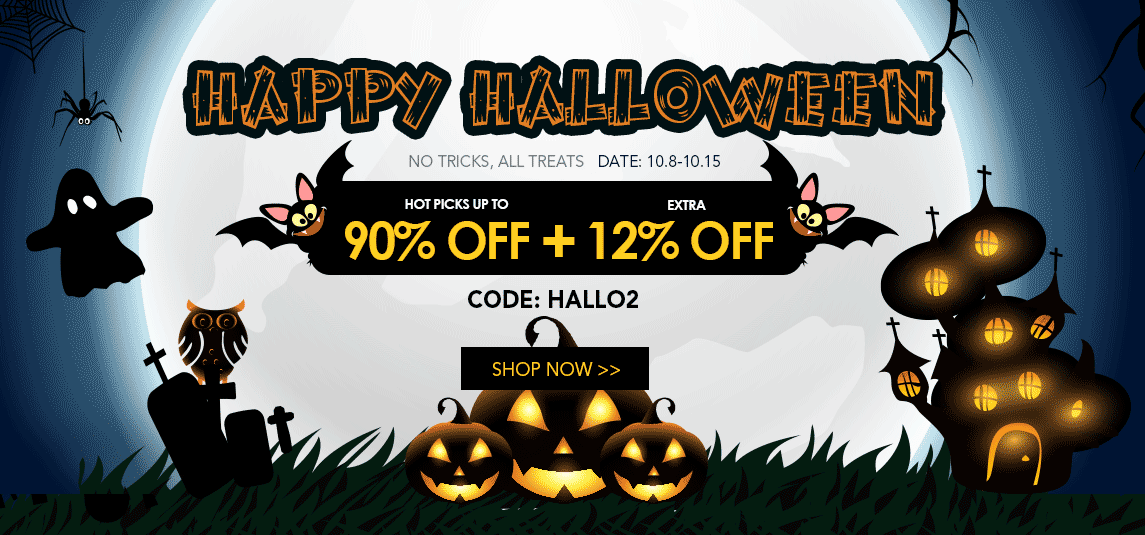 HAPPY HALLOWEEN
NO TRICKS, ALL TREATS DATE: 10.8-10.15
HOT PICKS UP TO EXTRA
90% OFF + 12% OFF
CODE: HALLO2
SHOP NOW >>